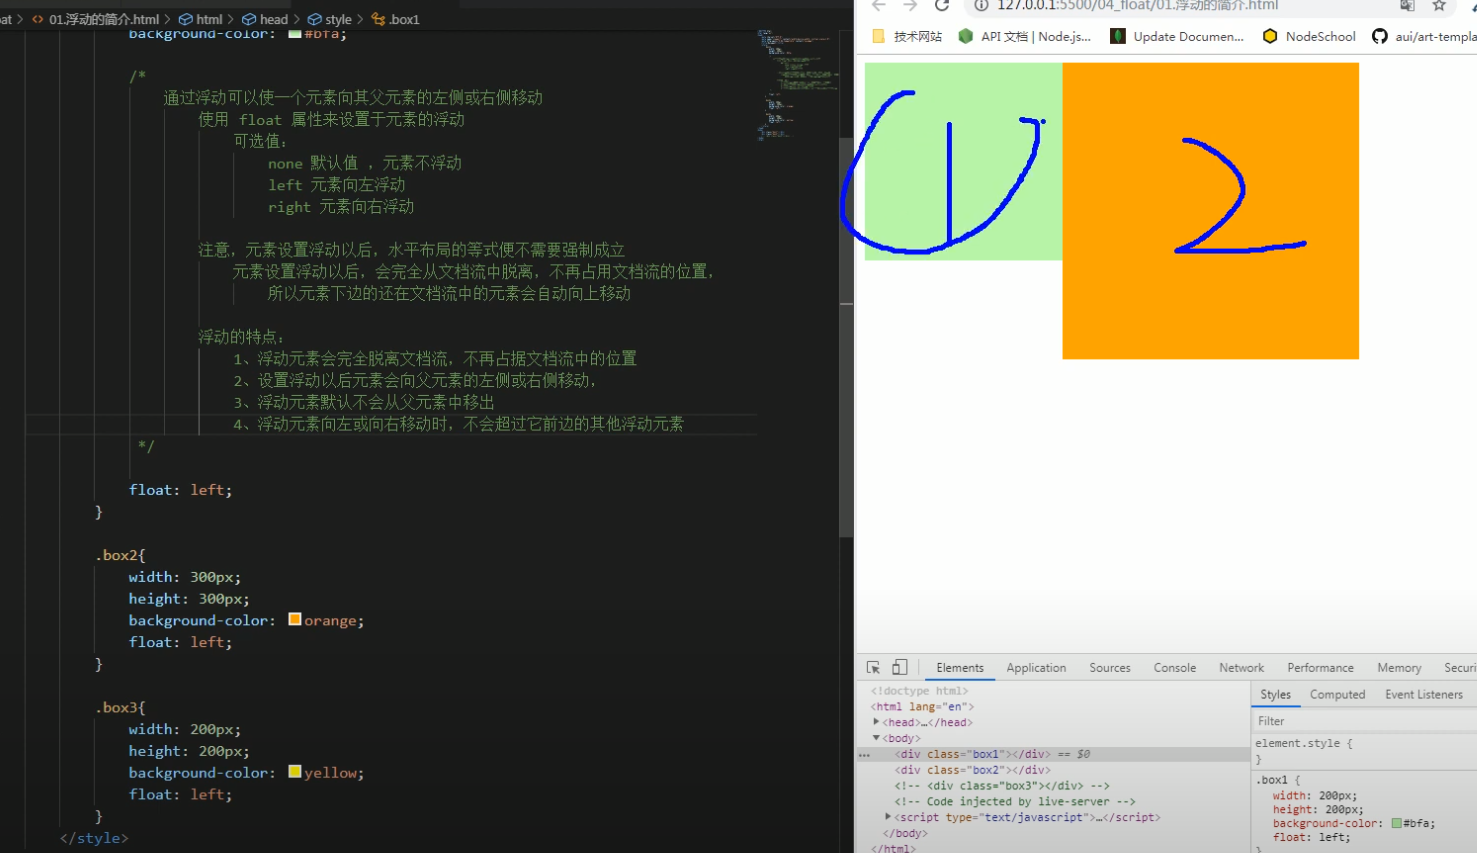 at > <> 01.浮动的简介.html > html > head > style > .box1
background-color: #bfa;
/*
通过浮动可以使一个元素向其父元素的左侧或右侧移动
使用 float 属性来设置于元素的浮动
可选值：
none 默认值 ，元素不浮动
left 元素向左浮动
right 元素向右浮动
注意，元素设置浮动以后，水平布局的等式便不需要强制成立
元素设置浮动以后，会完全从文档流中脱离，不再占用文档流的位置，
所以元素下边的还在文档流中的元素会自动向上移动
浮动的特点：
1、浮动元素会完全脱离文档流，不再占据文档流中的位置
2、设置浮动以后元素会向父元素的左侧或右侧移动，
3、浮动元素默认不会从父元素中移出
4、浮动元素向左或向右移动时，不会超过它前边的其他浮动元素
*/
float: left;
}
.box2{
width: 300px;
height: 300px;
background-color: orange;
float: left;
}
.box3{
width: 200px;
height: 200px;
background-color: yellow;
float: left;
}
</style>
127.0.0.1:5500/04_float/01.浮动的简介.html
技术网站 API 文档 | Node.js... Update Documen... NodeSchool aui/art-templa
1 2
Elements Application Sources Console Network Performance Memory Securi
<!doctype html>
<html lang="en">
<head>…</head>
<body>
<div class="box1"></div> == $0
<div class="box2"></div>
<!-- <div class="box3"></div> -->
<!-- Code injected by live-server -->
<script type="text/javascript">…</script>
</body>
</html>
Styles Computed Event Listeners
Filter
element.style {
}
.box1 {
width: 200px;
height: 200px;
background-color: #bfa;
float: left;
}